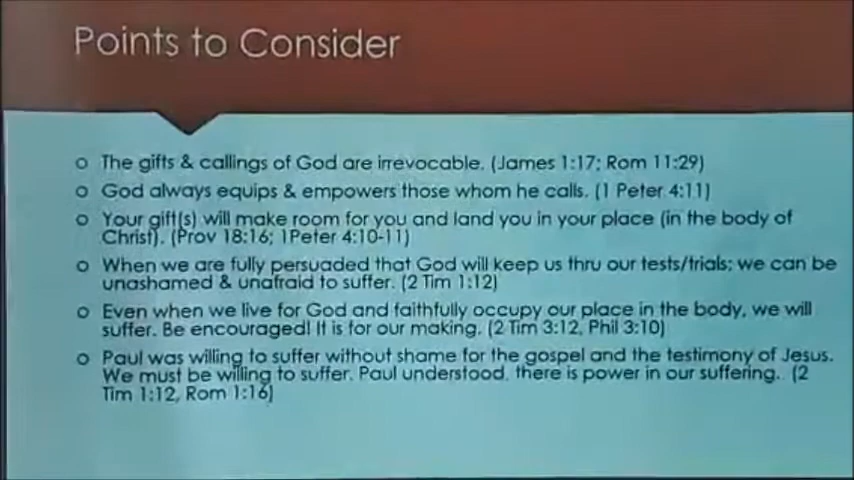 Points to Consider
The gifts & callings of God are irrevocable. (James 1:17; Rom 11:29)
God always equips & empowers those whom he calls. (1 Peter 4:11)
Your gift(s) will make room for you and land you in your place (in the body of
Christ). (Prov 18:16; 1Peter 4:10-11)
When we are fully persuaded that God will keep us thru our tests/trials; we can be
unashamed & unafraid to suffer. (2 Tim 1:12)
Even when we live for God and faithfully occupy our place in the body, we will
suffer. Be encouraged! It is for our making. (2 Tim 3:12, Phil 3:10)
Paul was willing to suffer without shame for the gospel and the testimony of Jesus.
We must be willing to suffer. Paul understood, there is power in our suffering. (2
Tim 1:12, Rom 1:16)